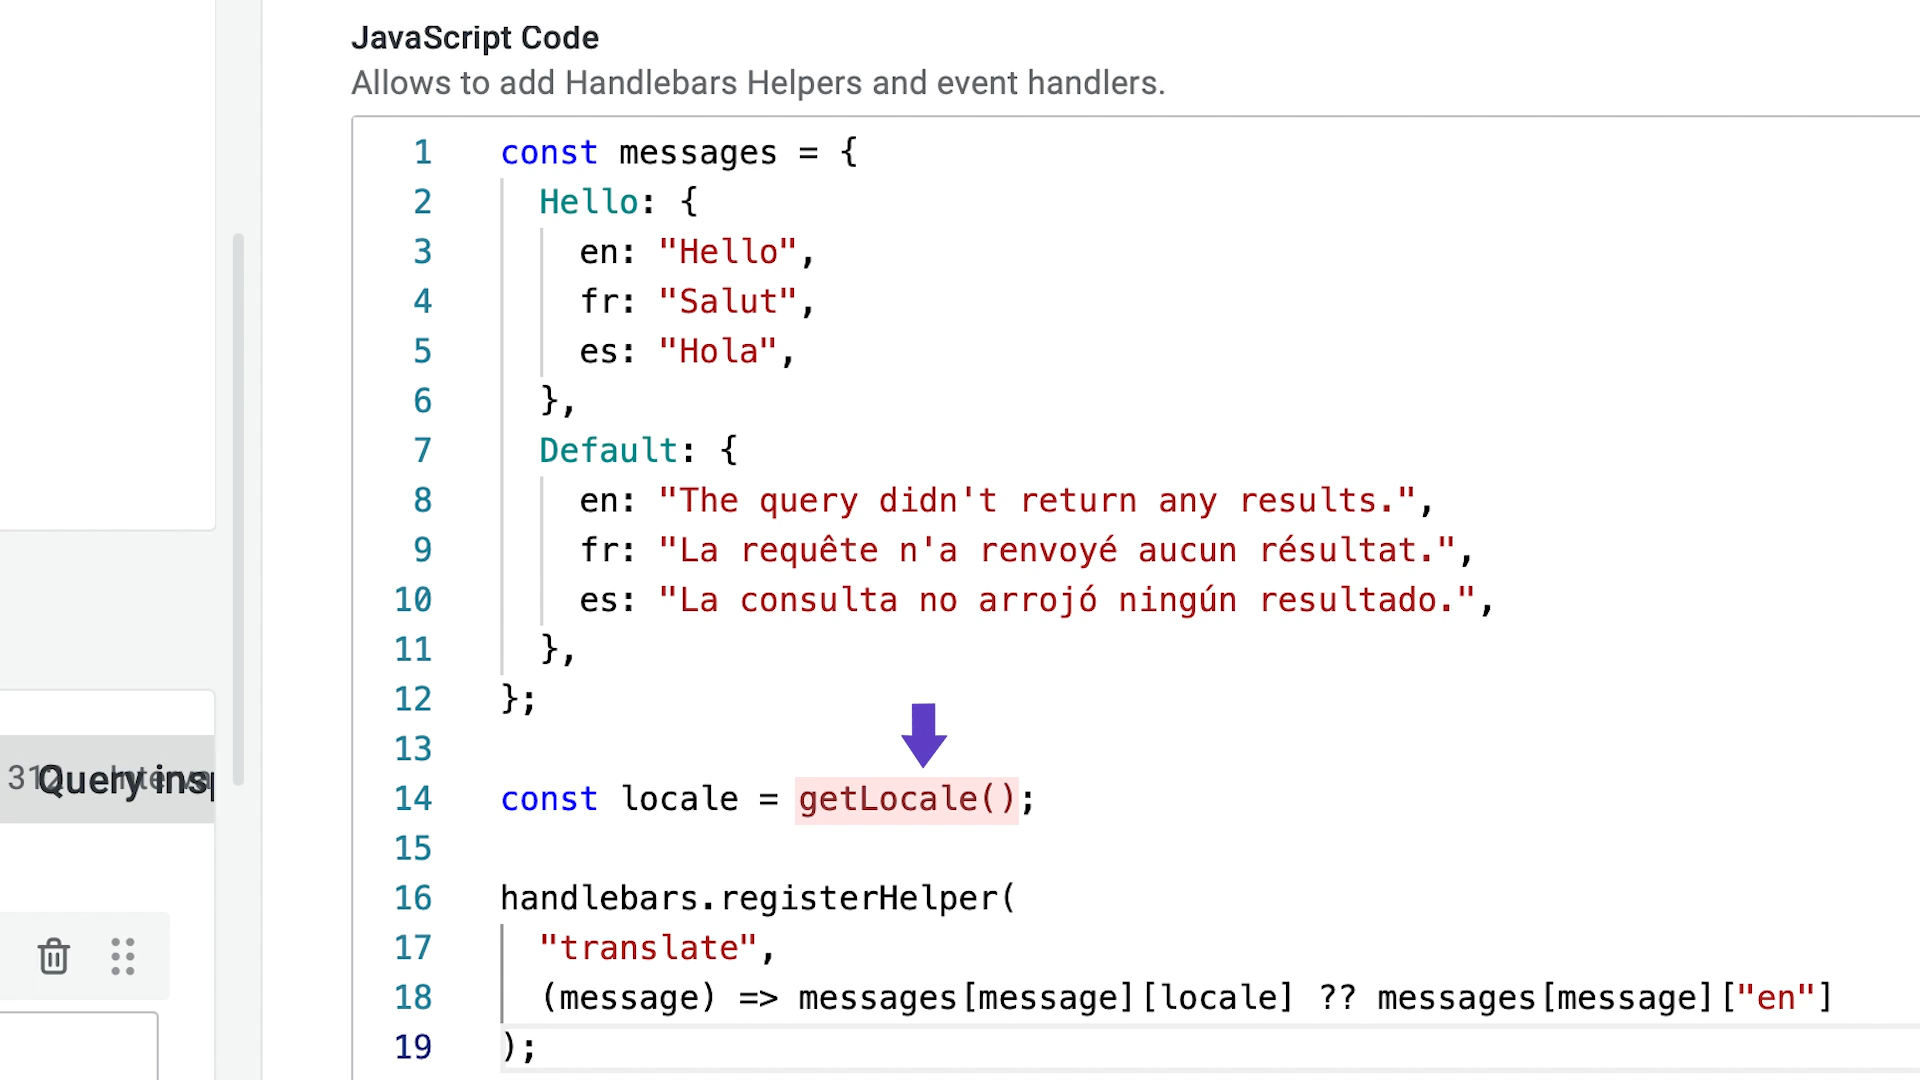 JavaScript Code
Allows to add Handlebars Helpers and event handlers.
1 const messages = {
2 Hello: {
3 en: "Hello",
4 fr: "Salut",
5 es: "Hola",
6 },
7 Default: {
8 en: "The query didn't return any results.",
9 fr: "La requête n'a renvoyé aucun résultat.",
10 es: "La consulta no arrojó ningún resultado.",
11 },
12 };
13
14 const locale = getLocale();
15
16 handlebars.registerHelper(
17 "translate",
18 (message) => messages[message][locale] ?? messages[message]["en"]
19 );
312
Query insp